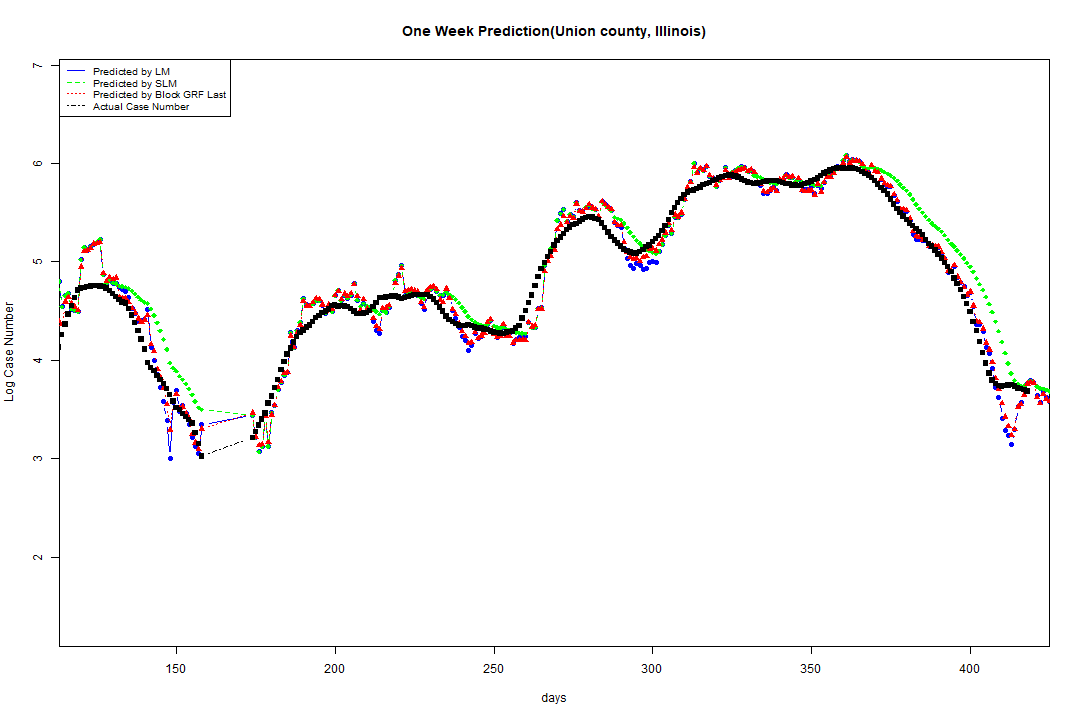 One Week Prediction(Union county, Illinois)
Predicted by LM
Predicted by SLM
Predicted by Block GRF Last
Actual Case Number
7
6
5
4
3
2
Log Case Number
150 200 250 300 350 400
days